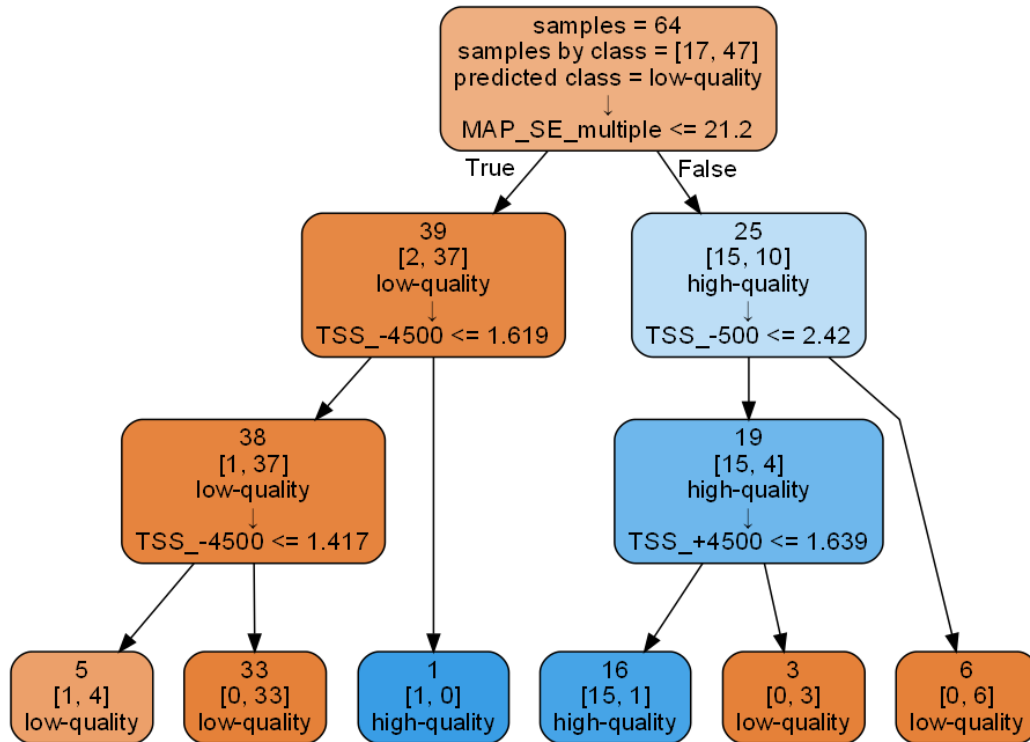 samples = 64
samples by class = [17, 47]
predicted class = low-quality
↓
MAP_SE_multiple <= 21.2
True
False
39
[2, 37]
low-quality
↓
TSS_-4500 <= 1.619
25
[15, 10]
high-quality
↓
TSS_-500 <= 2.42
38
[1, 37]
low-quality
↓
TSS_-4500 <= 1.417
19
[15, 4]
high-quality
↓
TSS_+4500 <= 1.639
5
[1, 4]
low-quality
33
[0, 33]
low-quality
1
[1, 0]
high-quality
16
[15, 1]
high-quality
3
[0, 3]
low-quality
6
[0, 6]
low-quality